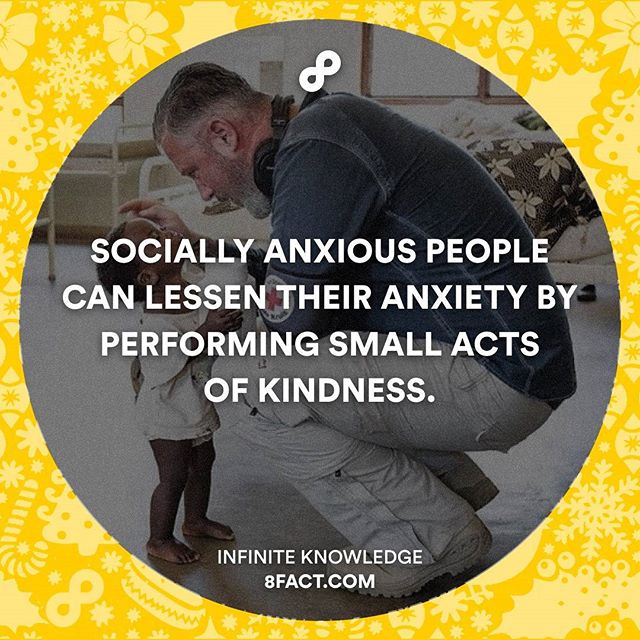 SOCIALLY ANXIOUS PEOPLE
CAN LESSEN THEIR ANXIETY BY
PERFORMING SMALL ACTS
OF KINDNESS.
INFINITE KNOWLEDGE
8FACT.COM